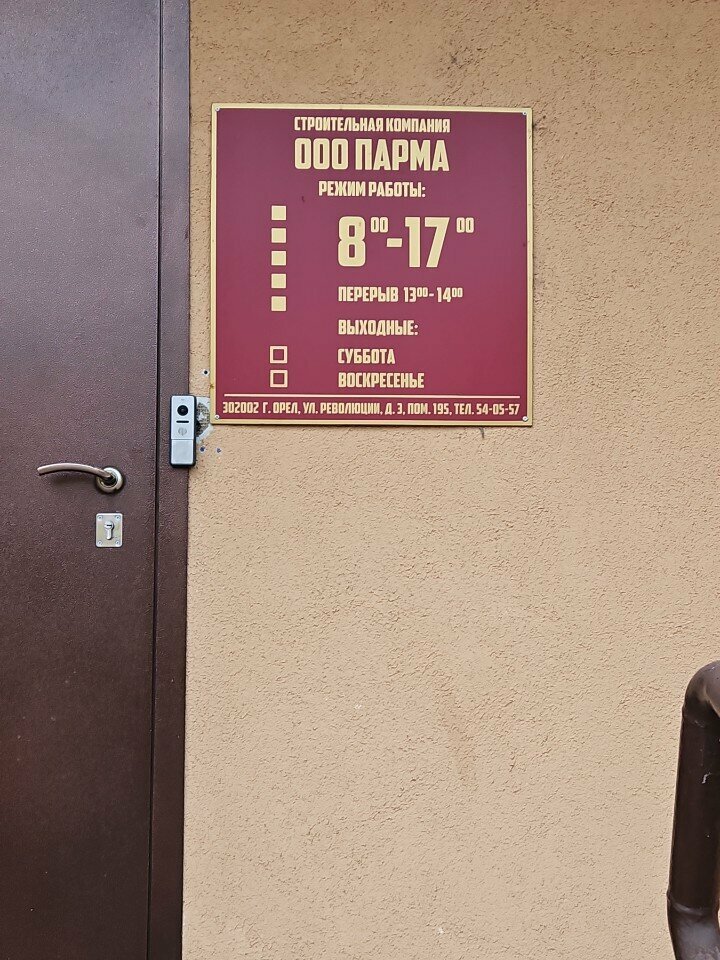 СТРОИТЕЛЬНАЯ КОМПАНИЯ
ООО ПАРМА
РЕЖИМ РАБОТЫ:
8⁰⁰-17⁰⁰
ПЕРЕРЫВ 13⁰⁰-14⁰⁰
ВЫХОДНЫЕ:
СУББОТА
ВОСКРЕСЕНЬЕ
302002 Г. ОРЕЛ, УЛ. РЕВОЛЮЦИИ, Д. 3, ПОМ. 195, ТЕЛ. 54-05-57